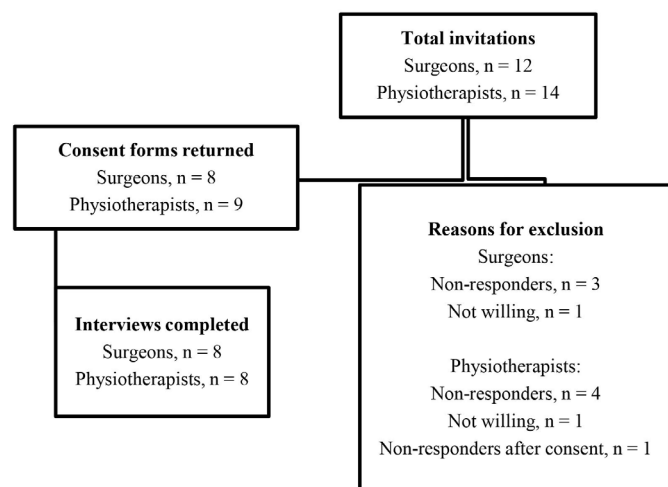 Total invitations
Surgeons, n = 12
Physiotherapists, n = 14
Consent forms returned
Surgeons, n = 8
Physiotherapists, n = 9
Interviews completed
Surgeons, n = 8
Physiotherapists, n = 8
Reasons for exclusion
Surgeons:
Non-responders, n = 3
Not willing, n = 1
Physiotherapists:
Non-responders, n = 4
Not willing, n = 1
Non-responders after consent, n = 1